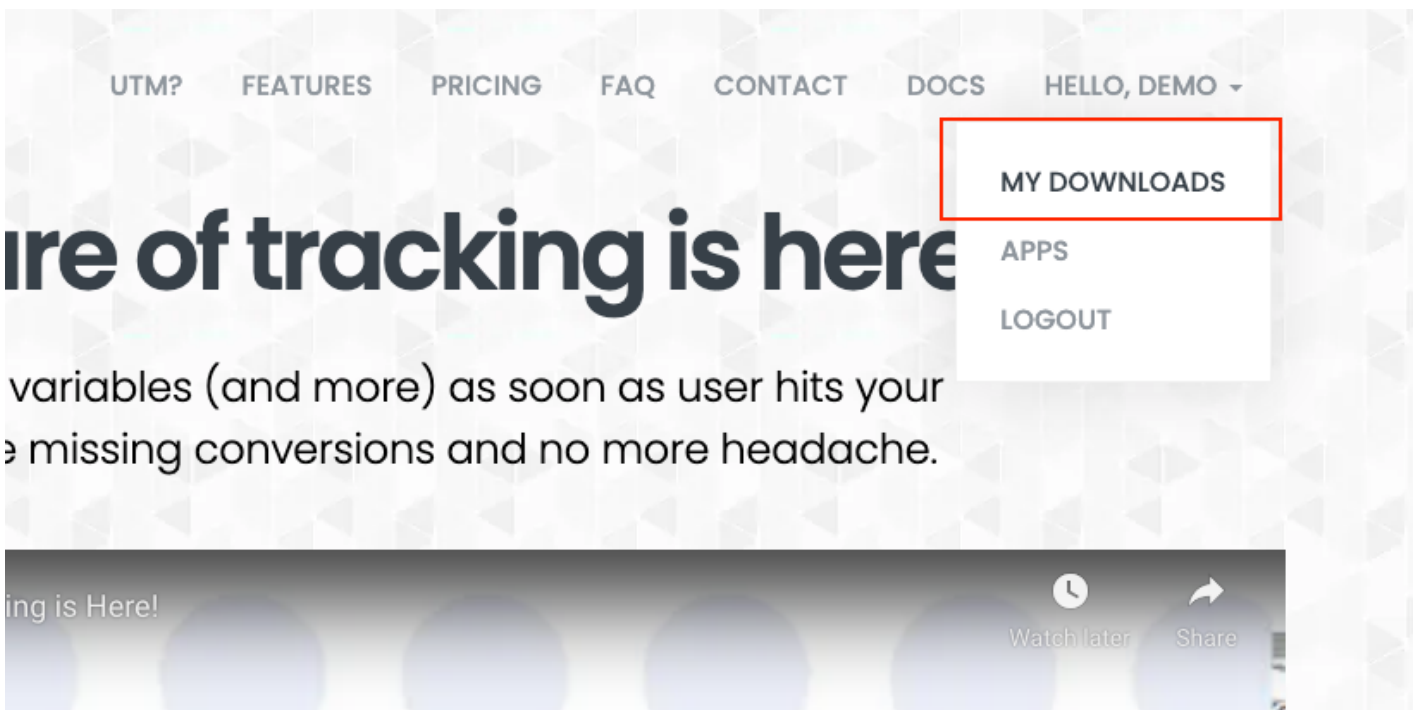 UTM? FEATURES PRICING FAQ CONTACT DOCS HELLO, DEMO
MY DOWNLOADS
APPS
LOGOUT
re of tracking is here
variables (and more) as soon as user hits your
missing conversions and no more headache.
ing is Here!
Watch later Share